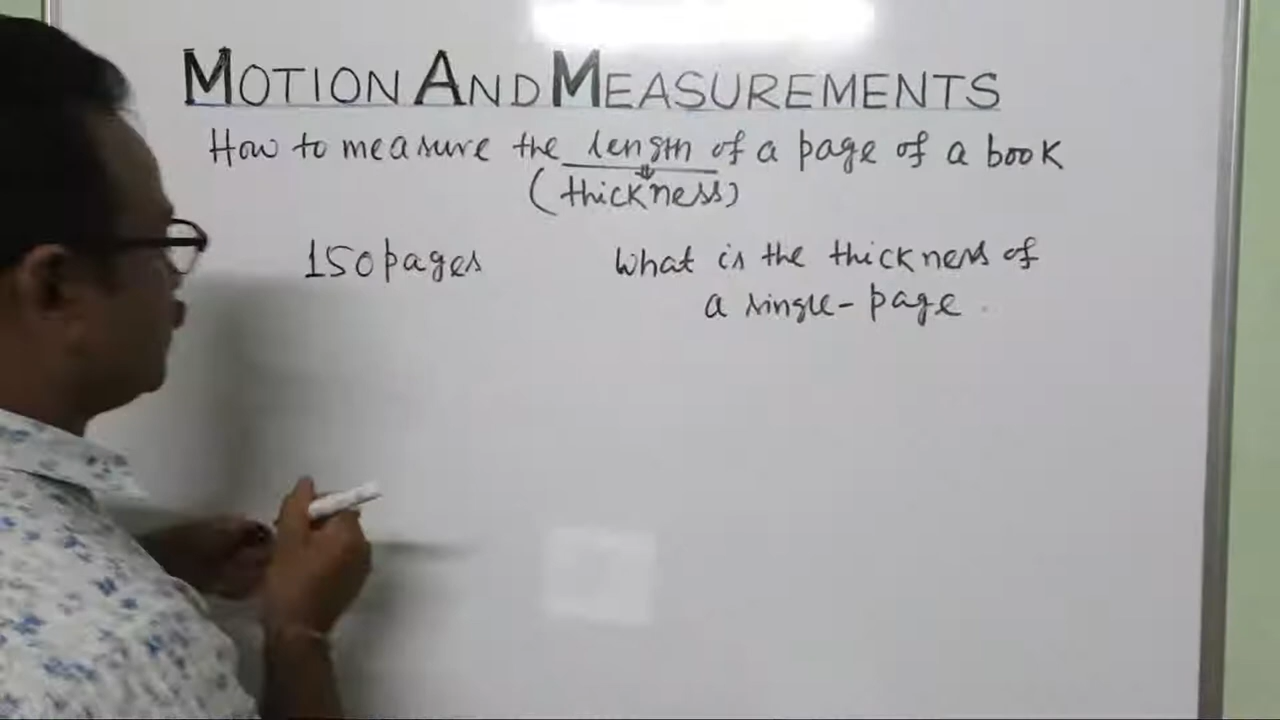 MOTION AND MEASUREMENTS
How to measure the length of a page of a book
(thickness)
150 pages
What is the thickness of
a single-page